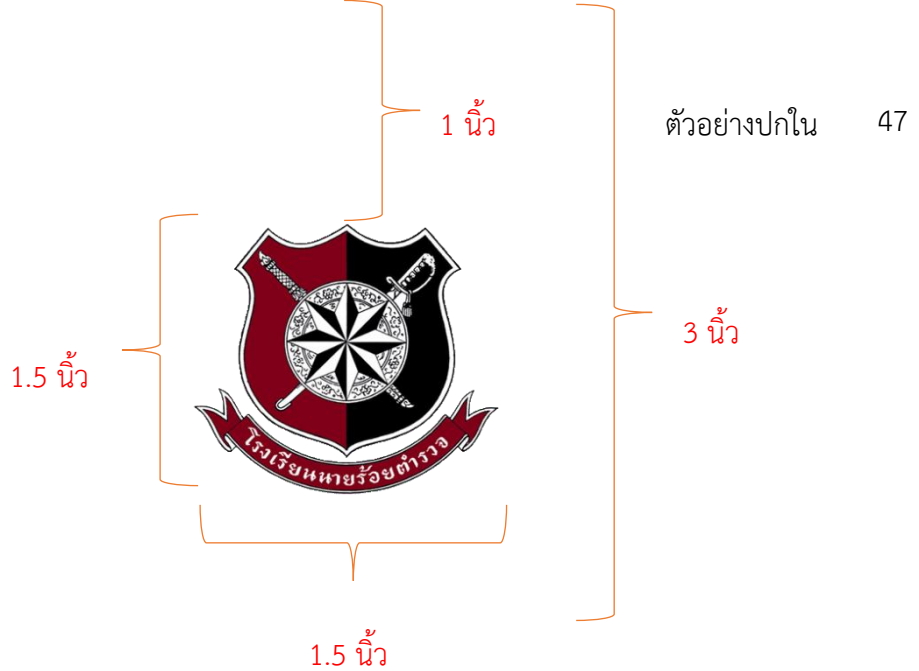 1 นิ้ว
ตัวอย่างปกใน 47
3 นิ้ว
1.5 นิ้ว
โรงเรียนนายร้อยตำรวจ
1.5 นิ้ว